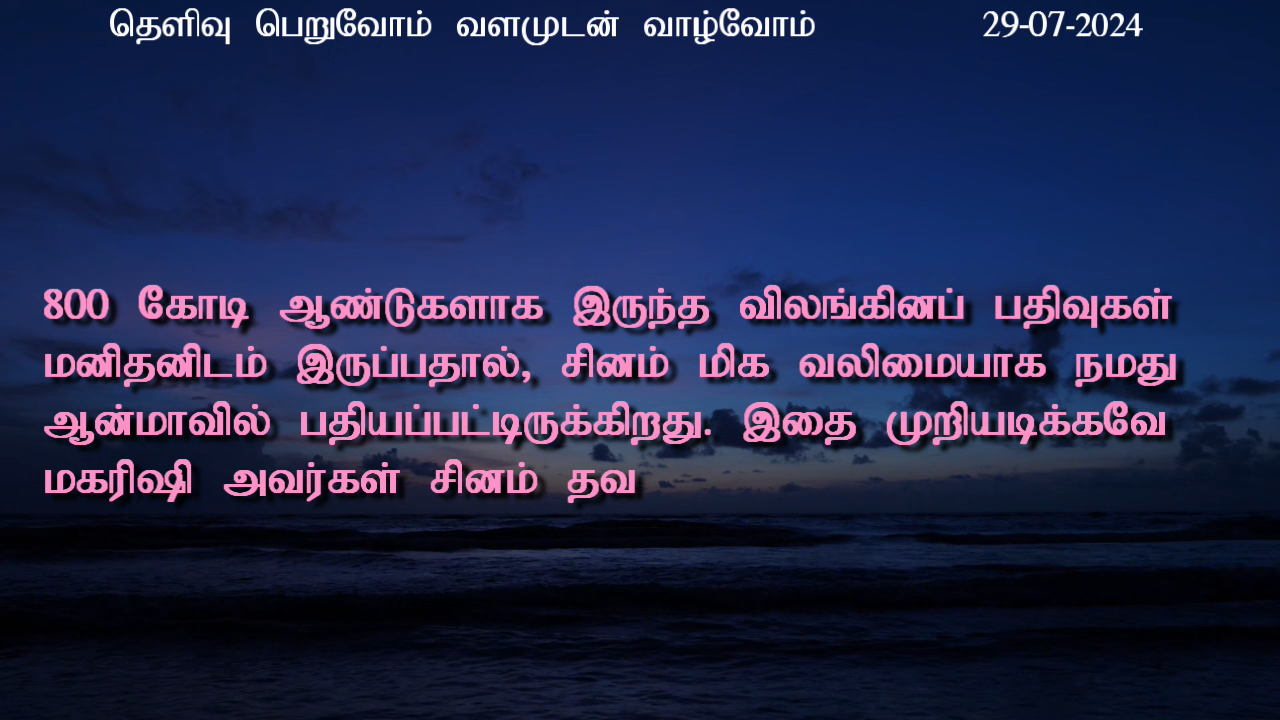 தெளிவு பெறுவோம் வளமுடன் வாழ்வோம் 29-07-2024
800 கோடி ஆண்டுகளாக இருந்த விலங்கினப் பதிவுகள்
மனிதனிடம் இருப்பதால், சினம் மிக வலிமையாக நமது
ஆன்மாவில் பதியப்பட்டிருக்கிறது. இதை முறியடிக்கவே
மகரிஷி அவர்கள் சினம் தவ